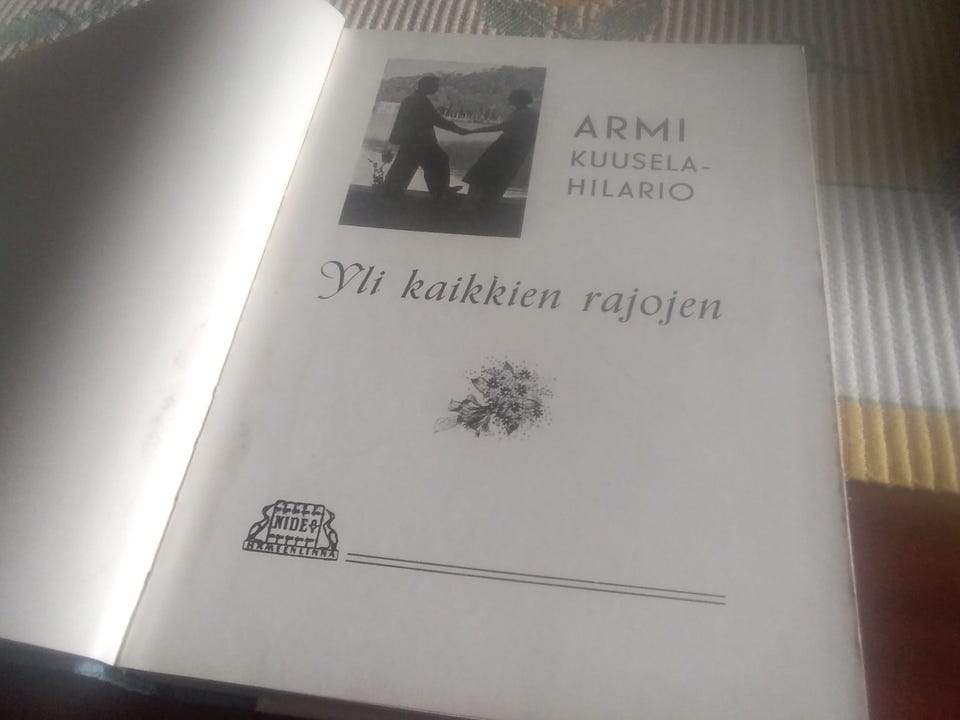 ARMI
KUUSELA-
HILARIO
Yli kaikkien rajojen
NIDE
HÄMEENLINNA